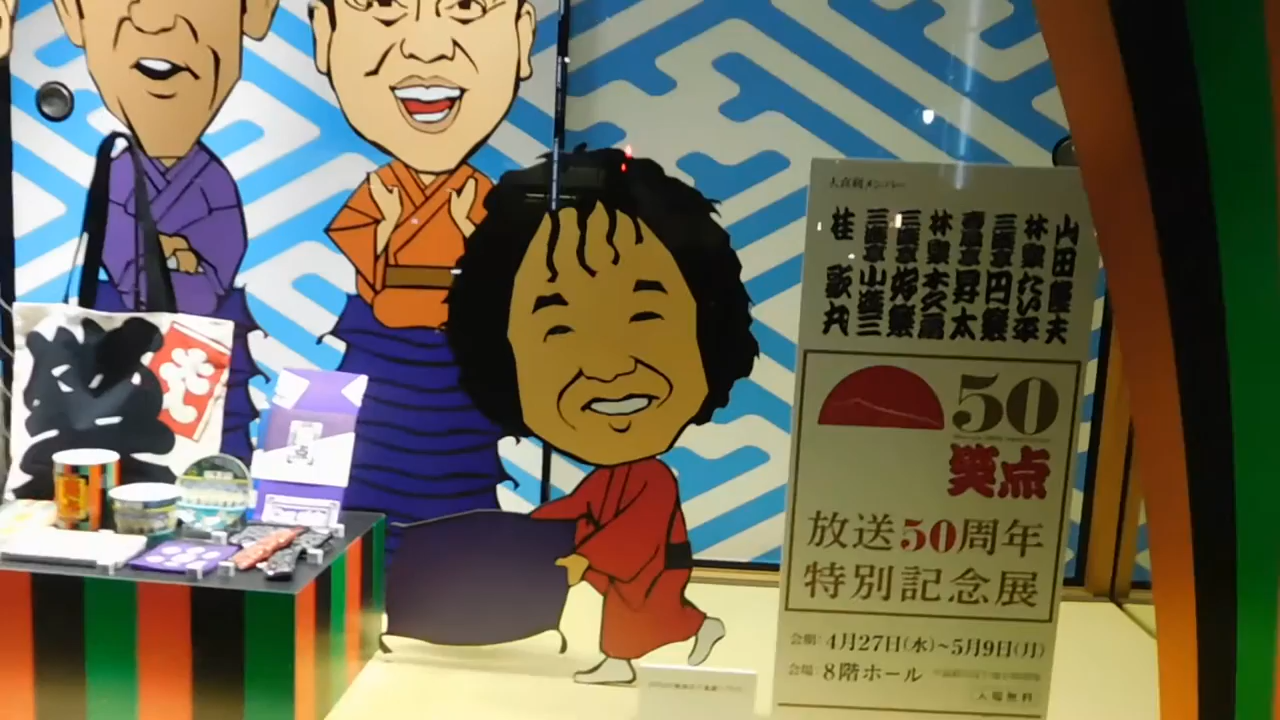 大喜利メンバー
山田隆夫
林家たい平
三遊亭円楽
春風亭昇太
林家木久扇
三遊亭好楽
三遊亭小遊三
桂歌丸
50
笑点
放送50周年
特別記念展
会期：4月27日(水)~5月9日(月)
会場：8階ホール
入場無料